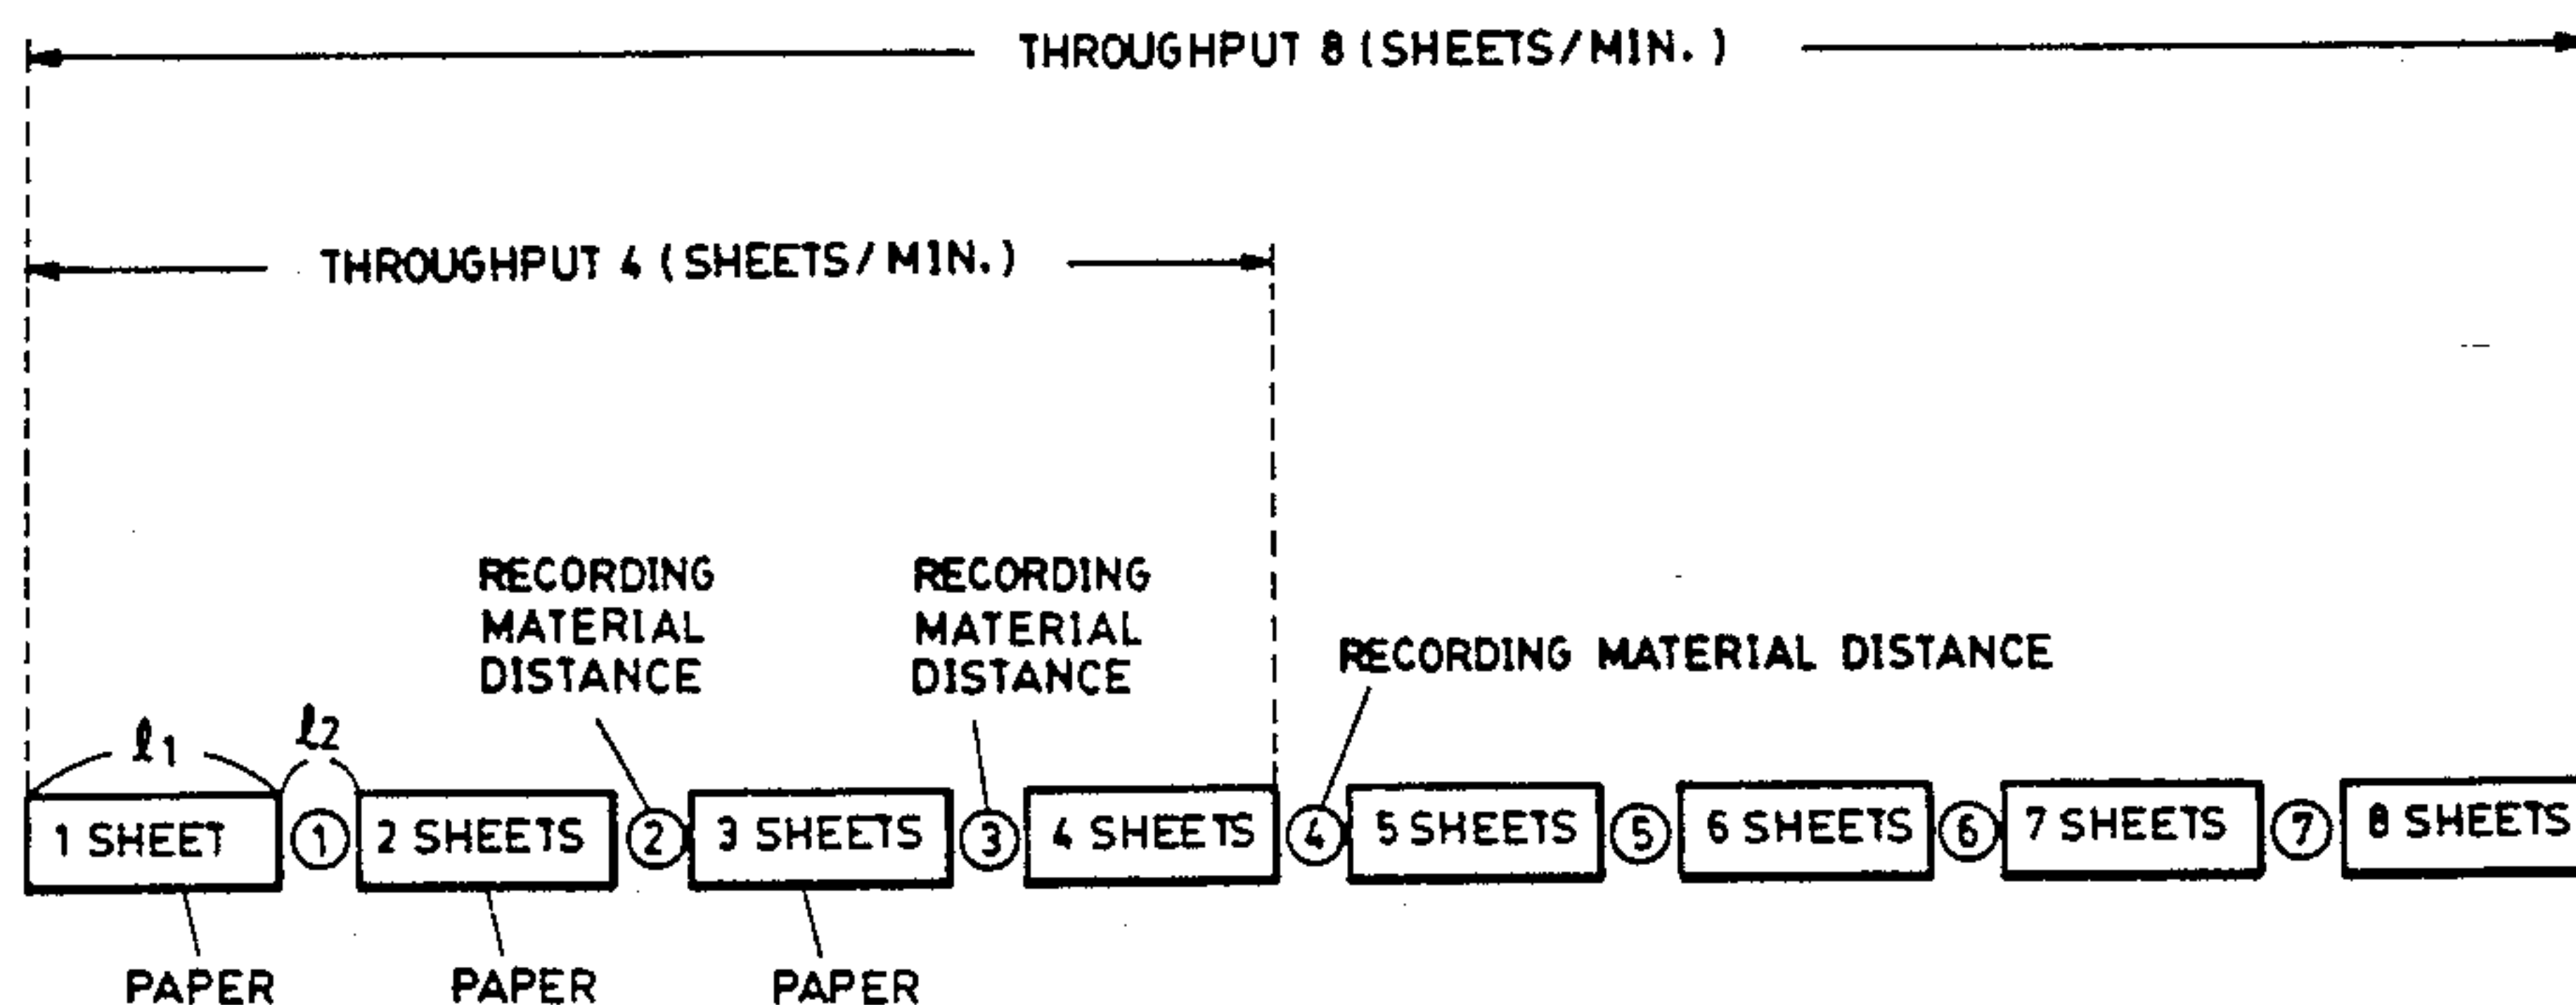 THROUGHPUT 8 (SHEETS/MIN.)
THROUGHPUT 4 (SHEETS/MIN.)
RECORDING
MATERIAL
DISTANCE
RECORDING
MATERIAL
DISTANCE
RECORDING MATERIAL DISTANCE
ℓ1
ℓ2
1 SHEET ① 2 SHEETS ② 3 SHEETS ③ 4 SHEETS ④ 5 SHEETS ⑤ 6 SHEETS ⑥ 7 SHEETS ⑦ 8 SHEETS
PAPER PAPER PAPER